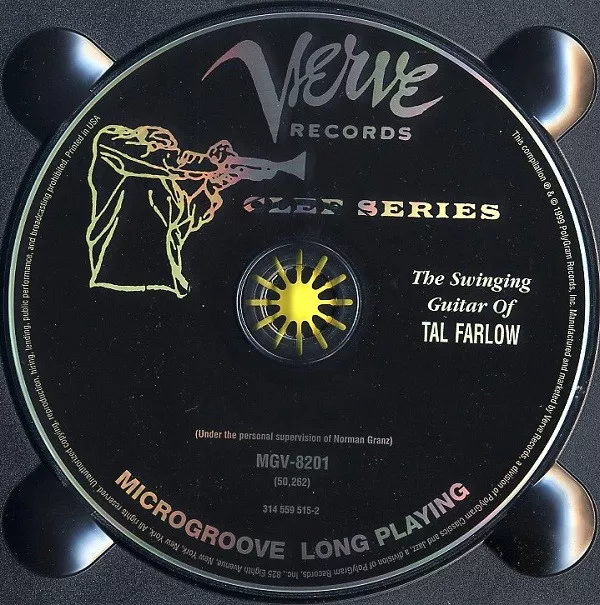 Verve
RECORDS
CLEF SERIES
The Swinging
Guitar Of
TAL FARLOW
(Under the personal supervision of Norman Granz)
MGV-8201
(50,262)
314 559 515-2
MICROGROOVE LONG PLAYING
This compilation ℗ & © 1999 PolyGram Records, Inc. Manufactured and marketed by Verve Records, a division of PolyGram Classics and Jazz, a division of PolyGram Records, Inc., 825 Eighth Avenue, New York, New York. All rights reserved. Unauthorized copying, reproduction, hiring, lending, public performance, and broadcasting prohibited. Printed in USA